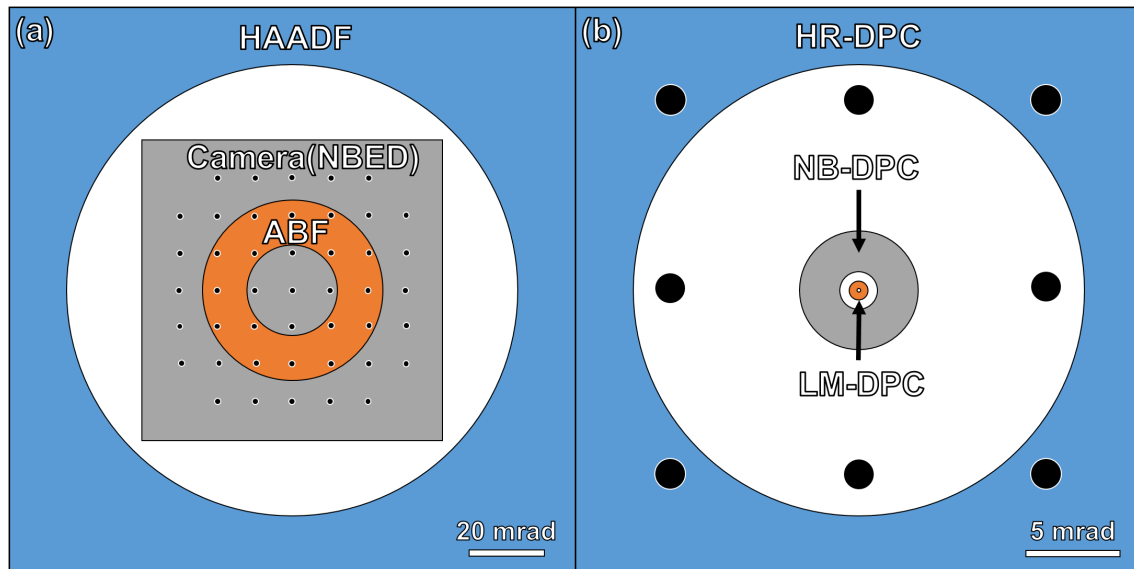 (a)
HAADF
Camera(NBED)
ABF
20 mrad
(b)
HR-DPC
NB-DPC
LM-DPC
5 mrad